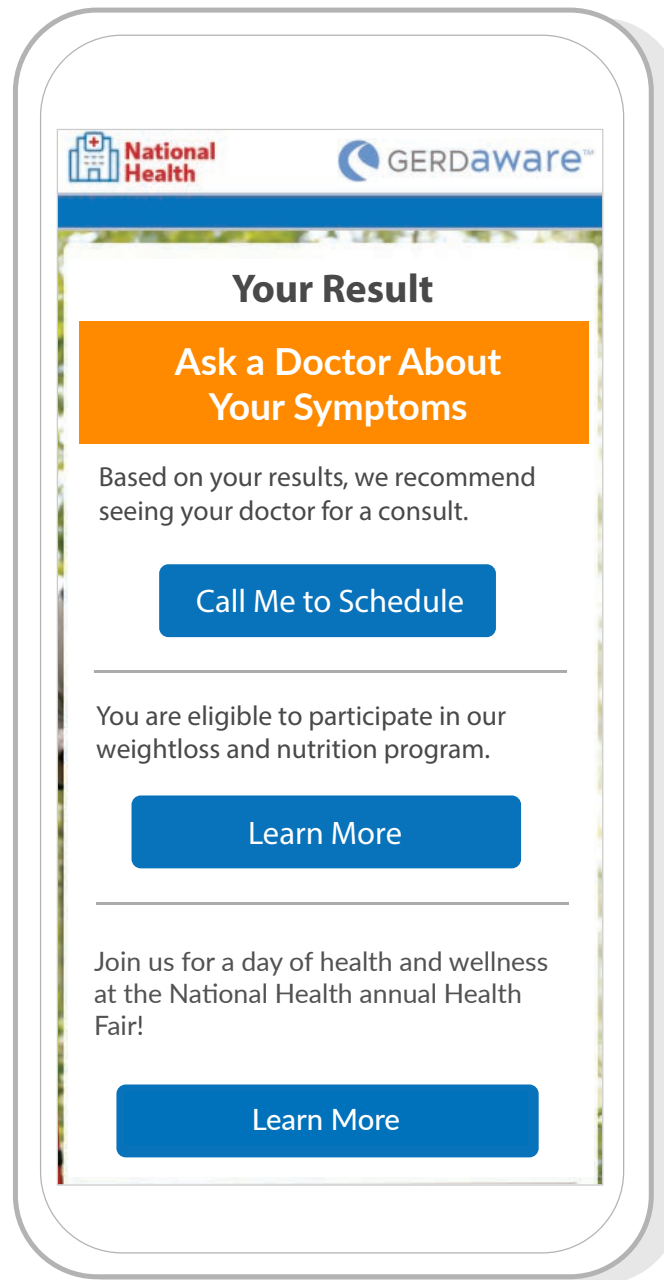 National
Health
GERDaware™
Your Result
Ask a Doctor About
Your Symptoms
Based on your results, we recommend
seeing your doctor for a consult.
Call Me to Schedule
You are eligible to participate in our
weightloss and nutrition program.
Learn More
Join us for a day of health and wellness
at the National Health annual Health
Fair!
Learn More